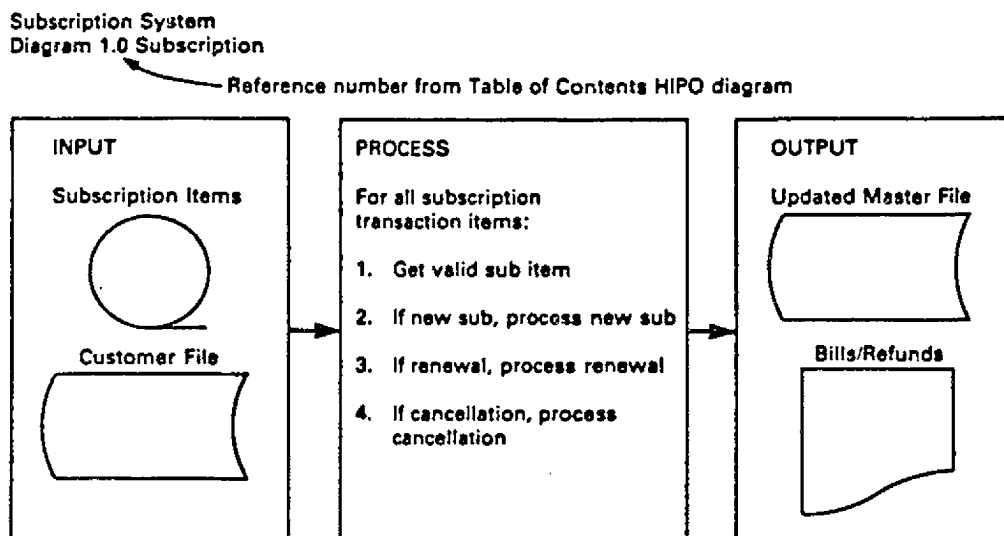 Subscription System
Diagram 1.0 Subscription
Reference number from Table of Contents HIPO diagram
INPUT
Subscription Items
Customer File
PROCESS
For all subscription
transaction items:
1. Get valid sub item
2. If new sub, process new sub
3. If renewal, process renewal
4. If cancellation, process
cancellation
OUTPUT
Updated Master File
Bills/Refunds